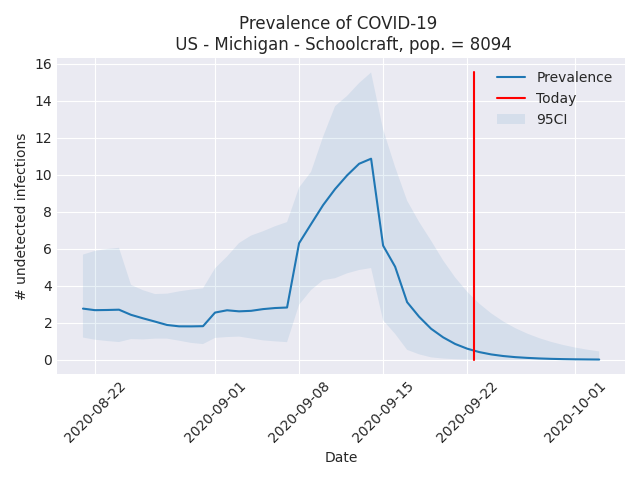 Prevalence of COVID-19
US - Michigan - Schoolcraft, pop. = 8094
16
14
12
10
8
6
4
2
0
# undetected infections
Prevalence
Today
95CI
2020-08-22
2020-09-01
2020-09-08
2020-09-15
2020-09-22
2020-10-01
Date